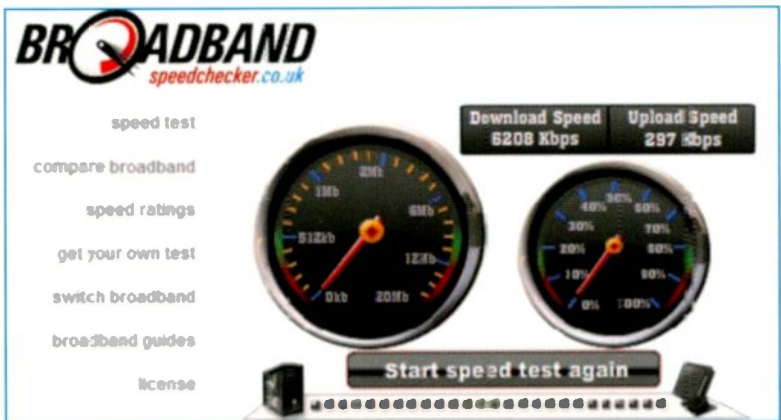 BROADBAND
speedchecker.co.uk
speed test
compare broadband
speed ratings
get your own test
switch broadband
broadband guides
license
Download Speed
6208 Kbps
Upload Speed
297 Kbps
0kb
512kb
1Mb
2Mb
6Mb
12Mb
20Mb
0%
10%
20%
30%
40%
50%
60%
70%
80%
90%
100%
Start speed test again